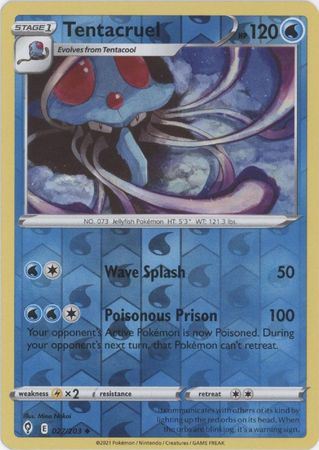 STAGE 1
Tentacruel
HP 120
Evolves from Tentacool
NO. 073 Jellyfish Pokémon HT: 5'3" WT: 121.3 lbs.
Wave Splash 50
Poisonous Prison 100
Your opponent's Active Pokémon is now Poisoned. During
your opponent's next turn, that Pokémon can't retreat.
weakness ×2 resistance retreat
Illus. Mina Nakai
E 027/203
It communicates with others of its kind by
lighting up the red orbs on its head. When
the orbs are blinking, it's a warning sign.
©2021 Pokémon / Nintendo / Creatures / GAME FREAK